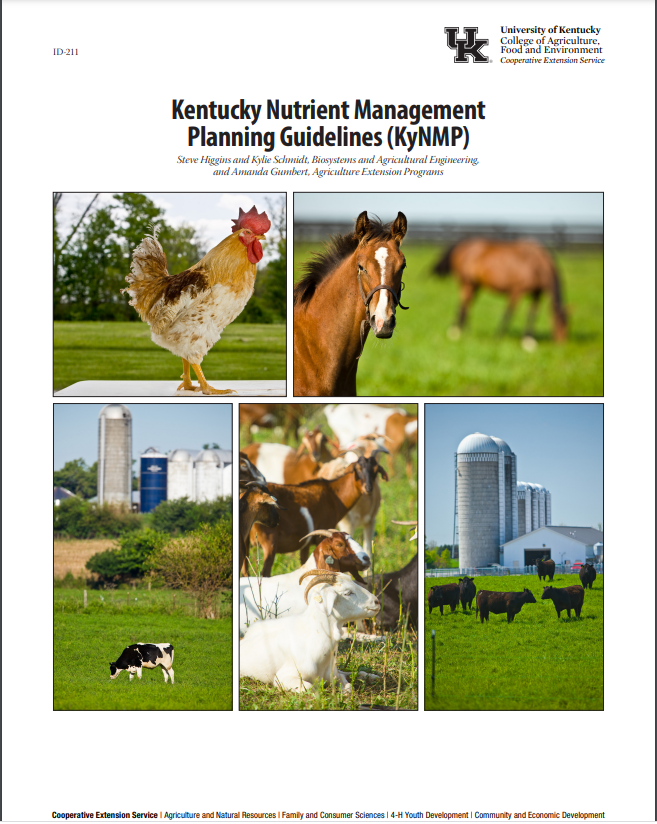 ID-211
UK
University of Kentucky
College of Agriculture,
Food and Environment
Cooperative Extension Service
Kentucky Nutrient Management
Planning Guidelines (KyNMP)
Steve Higgins and Kylie Schmidt, Biosystems and Agricultural Engineering,
and Amanda Gumbert, Agriculture Extension Programs
Cooperative Extension Service | Agriculture and Natural Resources | Family and Consumer Sciences | 4-H Youth Development | Community and Economic Development